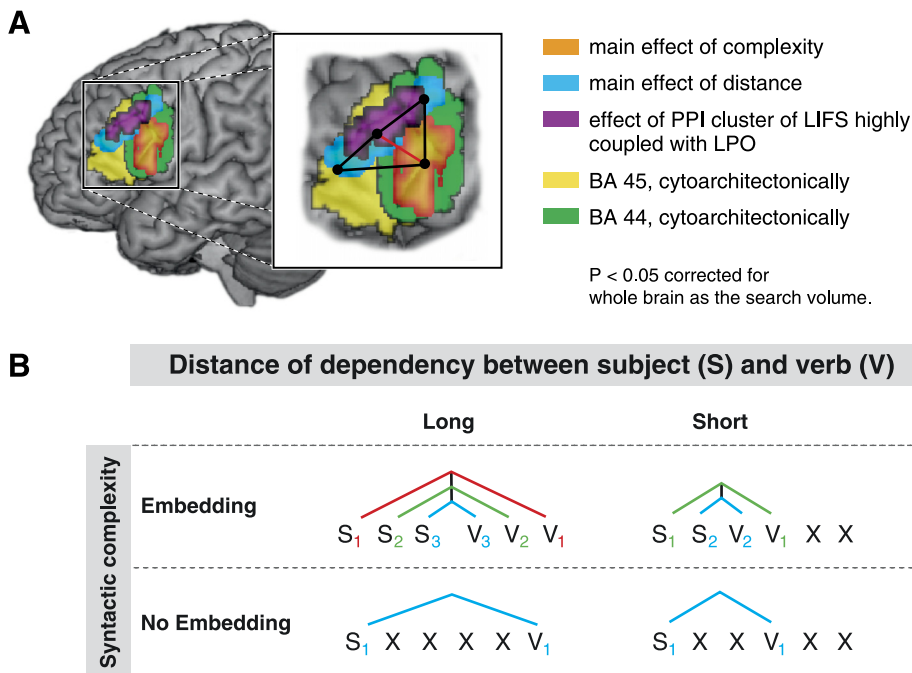 A
main effect of complexity
main effect of distance
effect of PPI cluster of LIFS highly
coupled with LPO
BA 45, cytoarchitectonically
BA 44, cytoarchitectonically
P < 0.05 corrected for
whole brain as the search volume.
B
Distance of dependency between subject (S) and verb (V)
Long Short
Syntactic complexity
Embedding
S₁ S₂ S₃ V₃ V₂ V₁ S₁ S₂ V₂ V₁ X X
No Embedding
S₁ X X X X V₁ S₁ X X V₁ X X